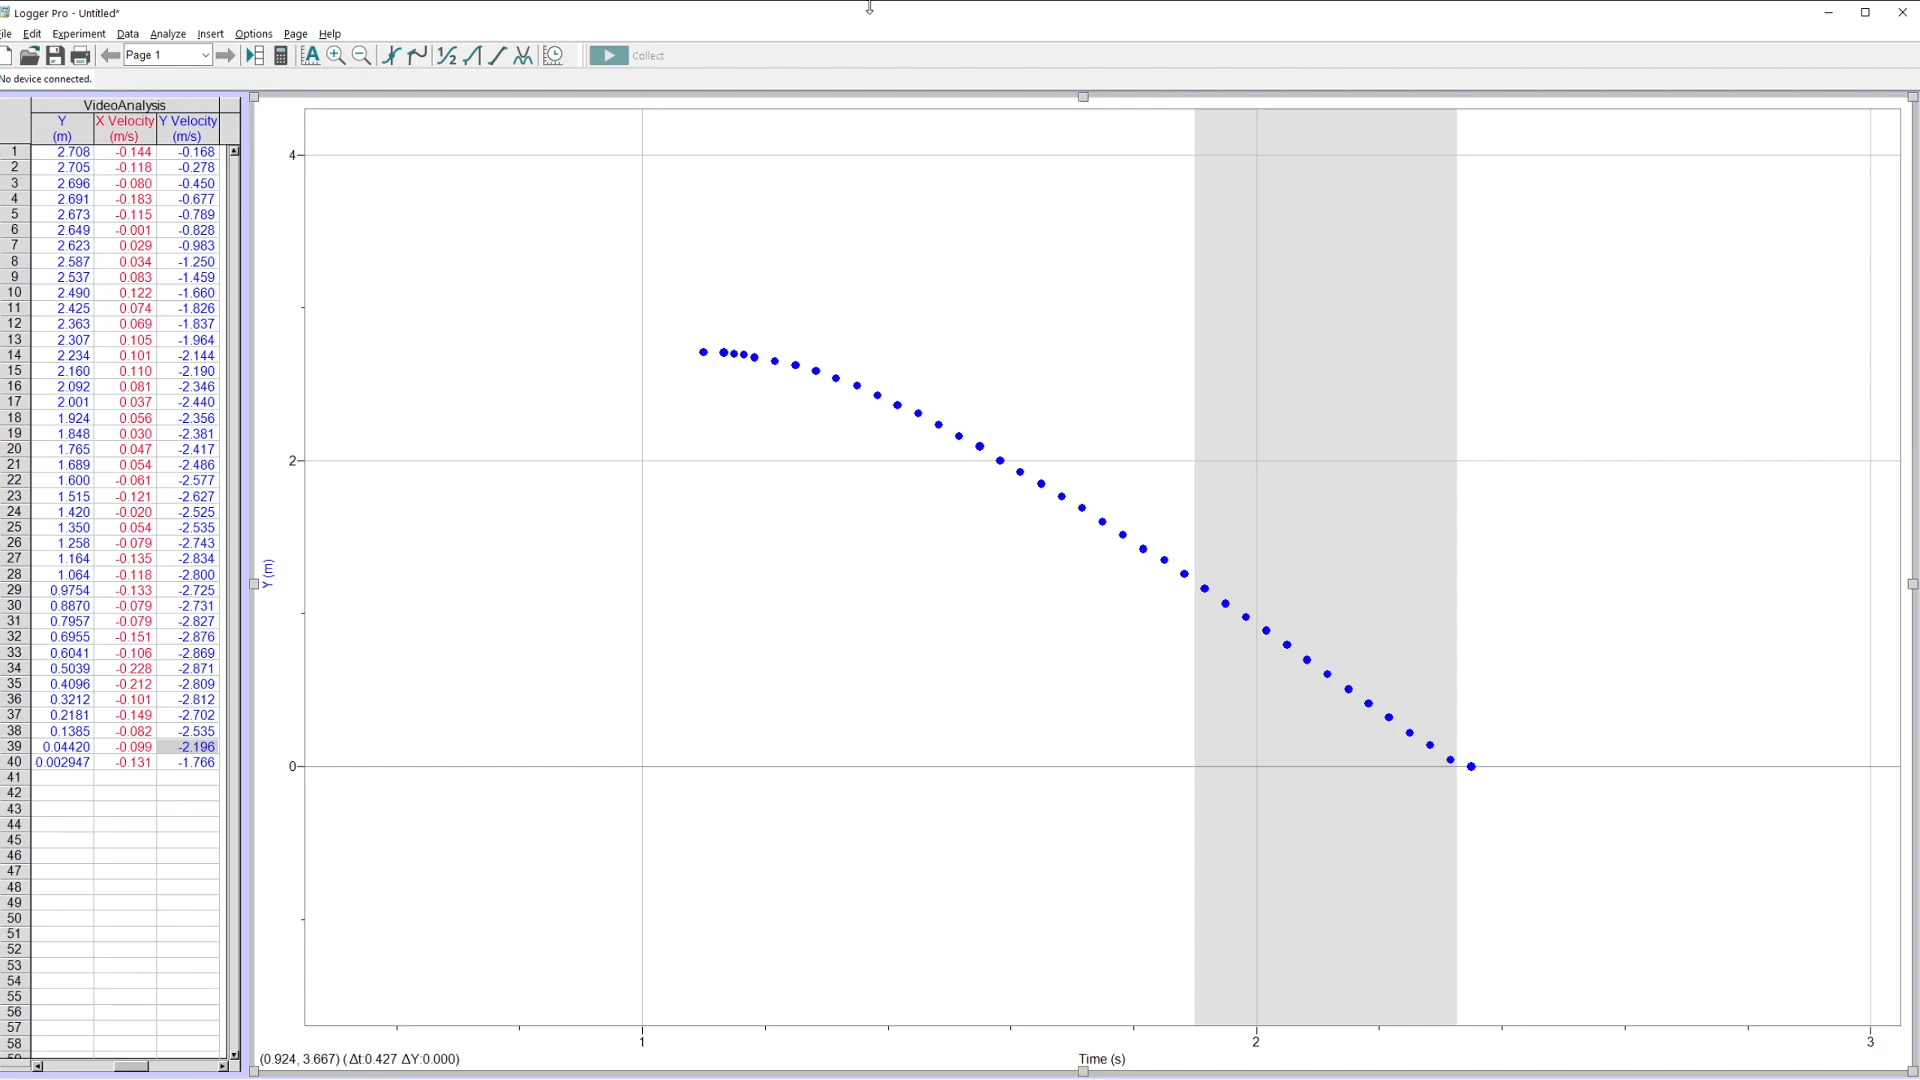 Logger Pro - Untitled*
ile Edit Experiment Data Analyze Insert Options Page Help
Page 1 Collect
No device connected.
VideoAnalysis
Y X Velocity Y Velocity
(m) (m/s) (m/s)
1 2.708 -0.144 -0.168
2 2.705 -0.118 -0.278
3 2.696 -0.080 -0.450
4 2.691 -0.183 -0.677
5 2.673 -0.115 -0.789
6 2.649 -0.001 -0.828
7 2.623 0.029 -0.983
8 2.587 0.034 -1.250
9 2.537 0.083 -1.459
10 2.490 0.122 -1.660
11 2.425 0.074 -1.826
12 2.363 0.069 -1.837
13 2.307 0.105 -1.964
14 2.234 0.101 -2.144
15 2.160 0.110 -2.190
16 2.092 0.081 -2.346
17 2.001 0.037 -2.440
18 1.924 0.056 -2.356
19 1.848 0.030 -2.381
20 1.765 0.047 -2.417
21 1.689 0.054 -2.486
22 1.600 -0.061 -2.577
23 1.515 -0.121 -2.627
24 1.420 -0.020 -2.525
25 1.350 0.054 -2.535
26 1.258 -0.079 -2.743
27 1.164 -0.135 -2.834
28 1.064 -0.118 -2.800
29 0.9754 -0.133 -2.725
30 0.8870 -0.079 -2.731
31 0.7957 -0.079 -2.827
32 0.6955 -0.151 -2.876
33 0.6041 -0.106 -2.869
34 0.5039 -0.228 -2.871
35 0.4096 -0.212 -2.809
36 0.3212 -0.101 -2.812
37 0.2181 -0.149 -2.702
38 0.1385 -0.082 -2.535
39 0.04420 -0.099 -2.196
40 0.002947 -0.131 -1.766
41
42
43
44
45
46
47
48
49
50
51
52
53
54
55
56
57
58
4
2
Y (m)
0
1 2 3
(0.924, 3.667) ( Δt:0.427 ΔY:0.000)
Time (s)